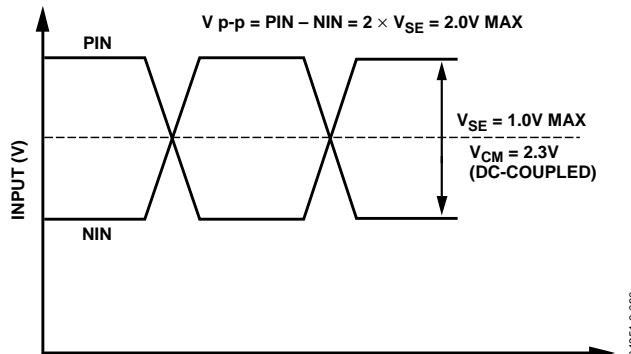 V p-p = PIN – NIN = 2 × VSE = 2.0V MAX
PIN
VSE = 1.0V MAX
VCM = 2.3V
(DC-COUPLED)
INPUT (V)
NIN